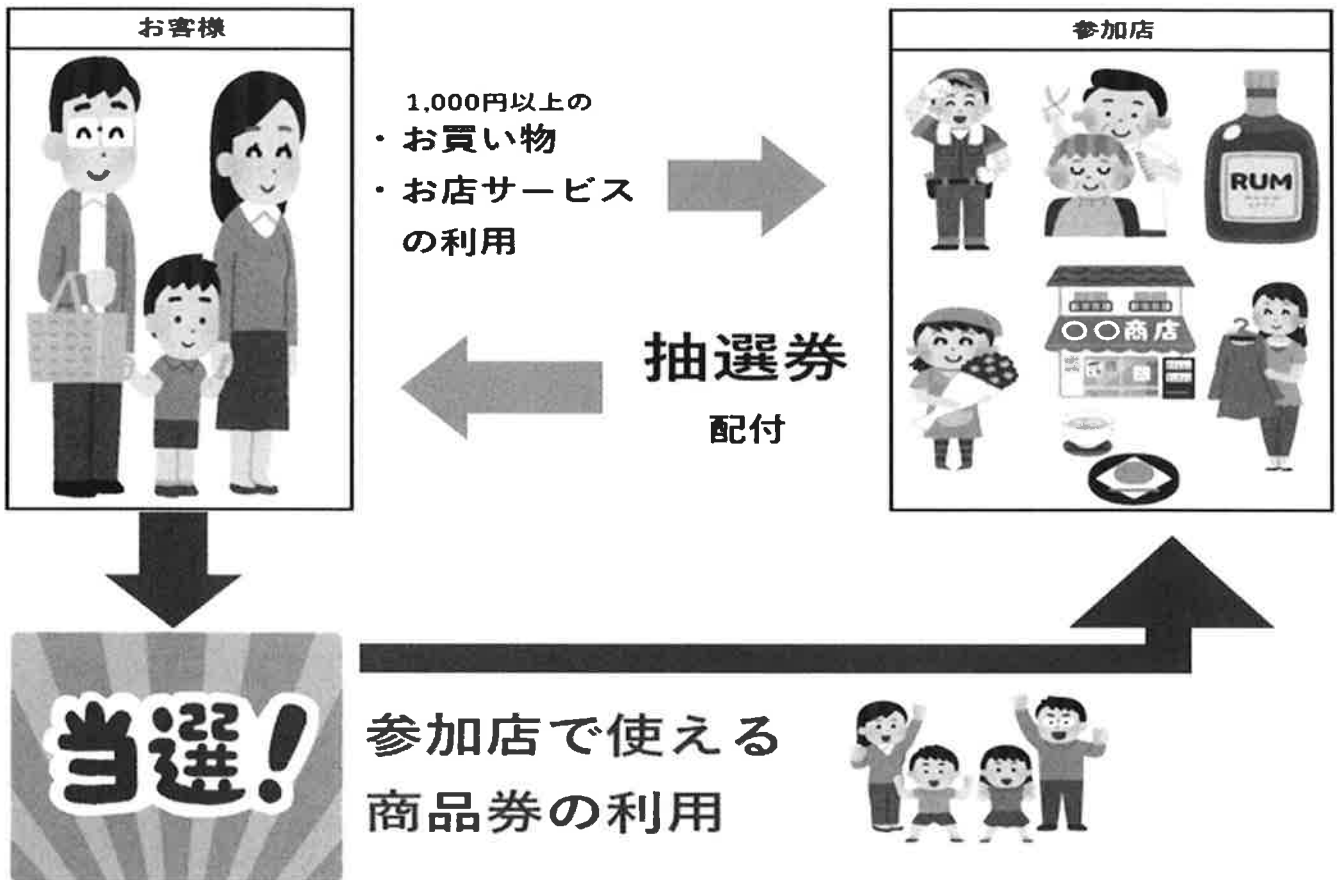 お客様
参加店
1,000円以上の
・お買い物
・お店サービス
の利用
RUM
〇〇商店
抽選券
配付
当選!
参加店で使える
商品券の利用